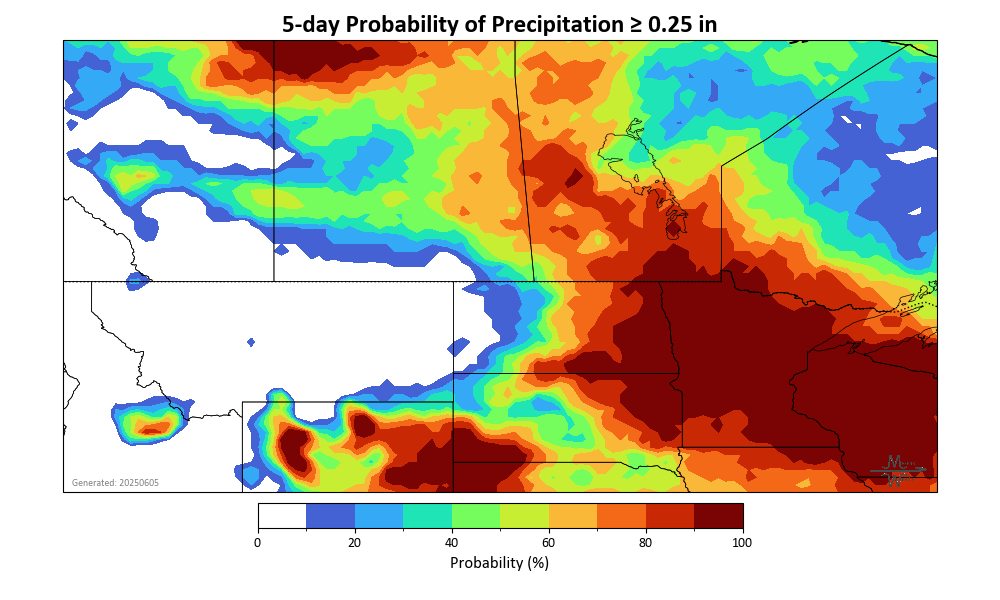 5-day Probability of Precipitation ≥ 0.25 in
Generated: 20250605
0 20 40 60 80 100
Probability (%)